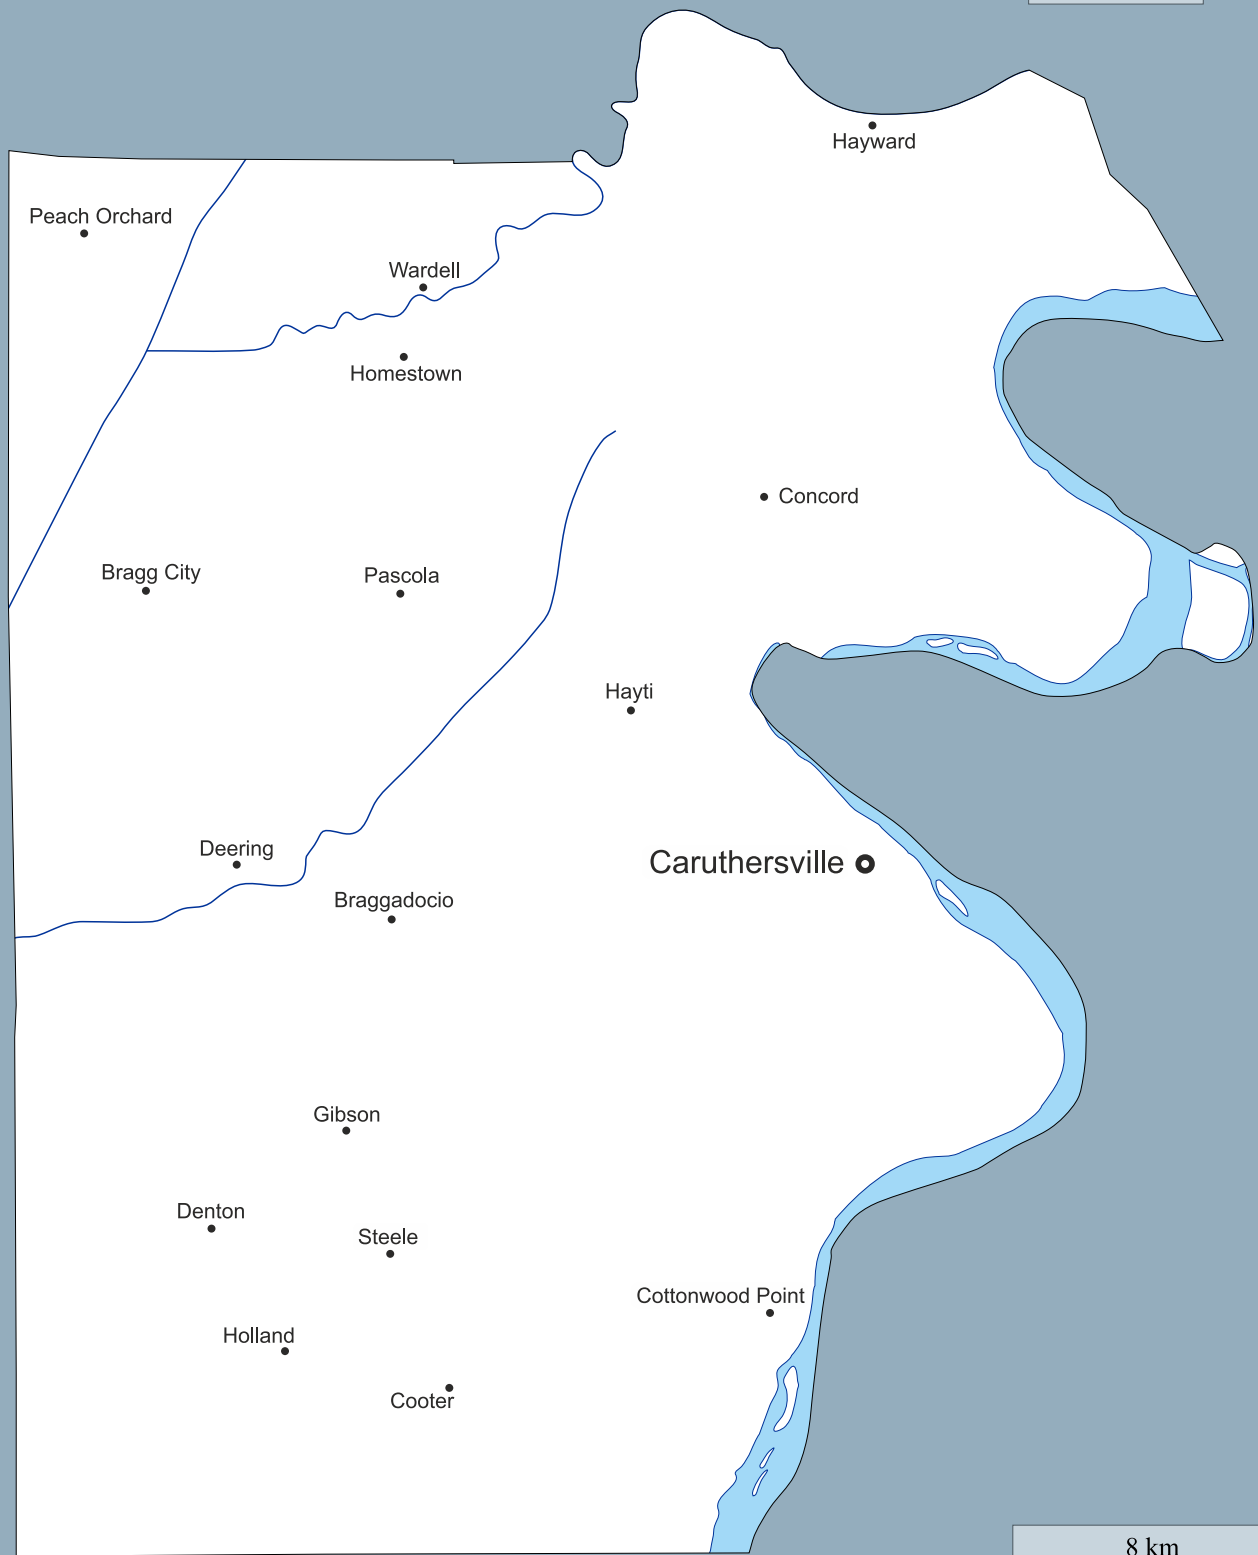 Hayward
Peach Orchard
Wardell
Homestown
Concord
Bragg City
Pascola
Hayti
Deering
Caruthersville
Braggadocio
Gibson
Denton
Steele
Cottonwood Point
Holland
Cooter
8 km